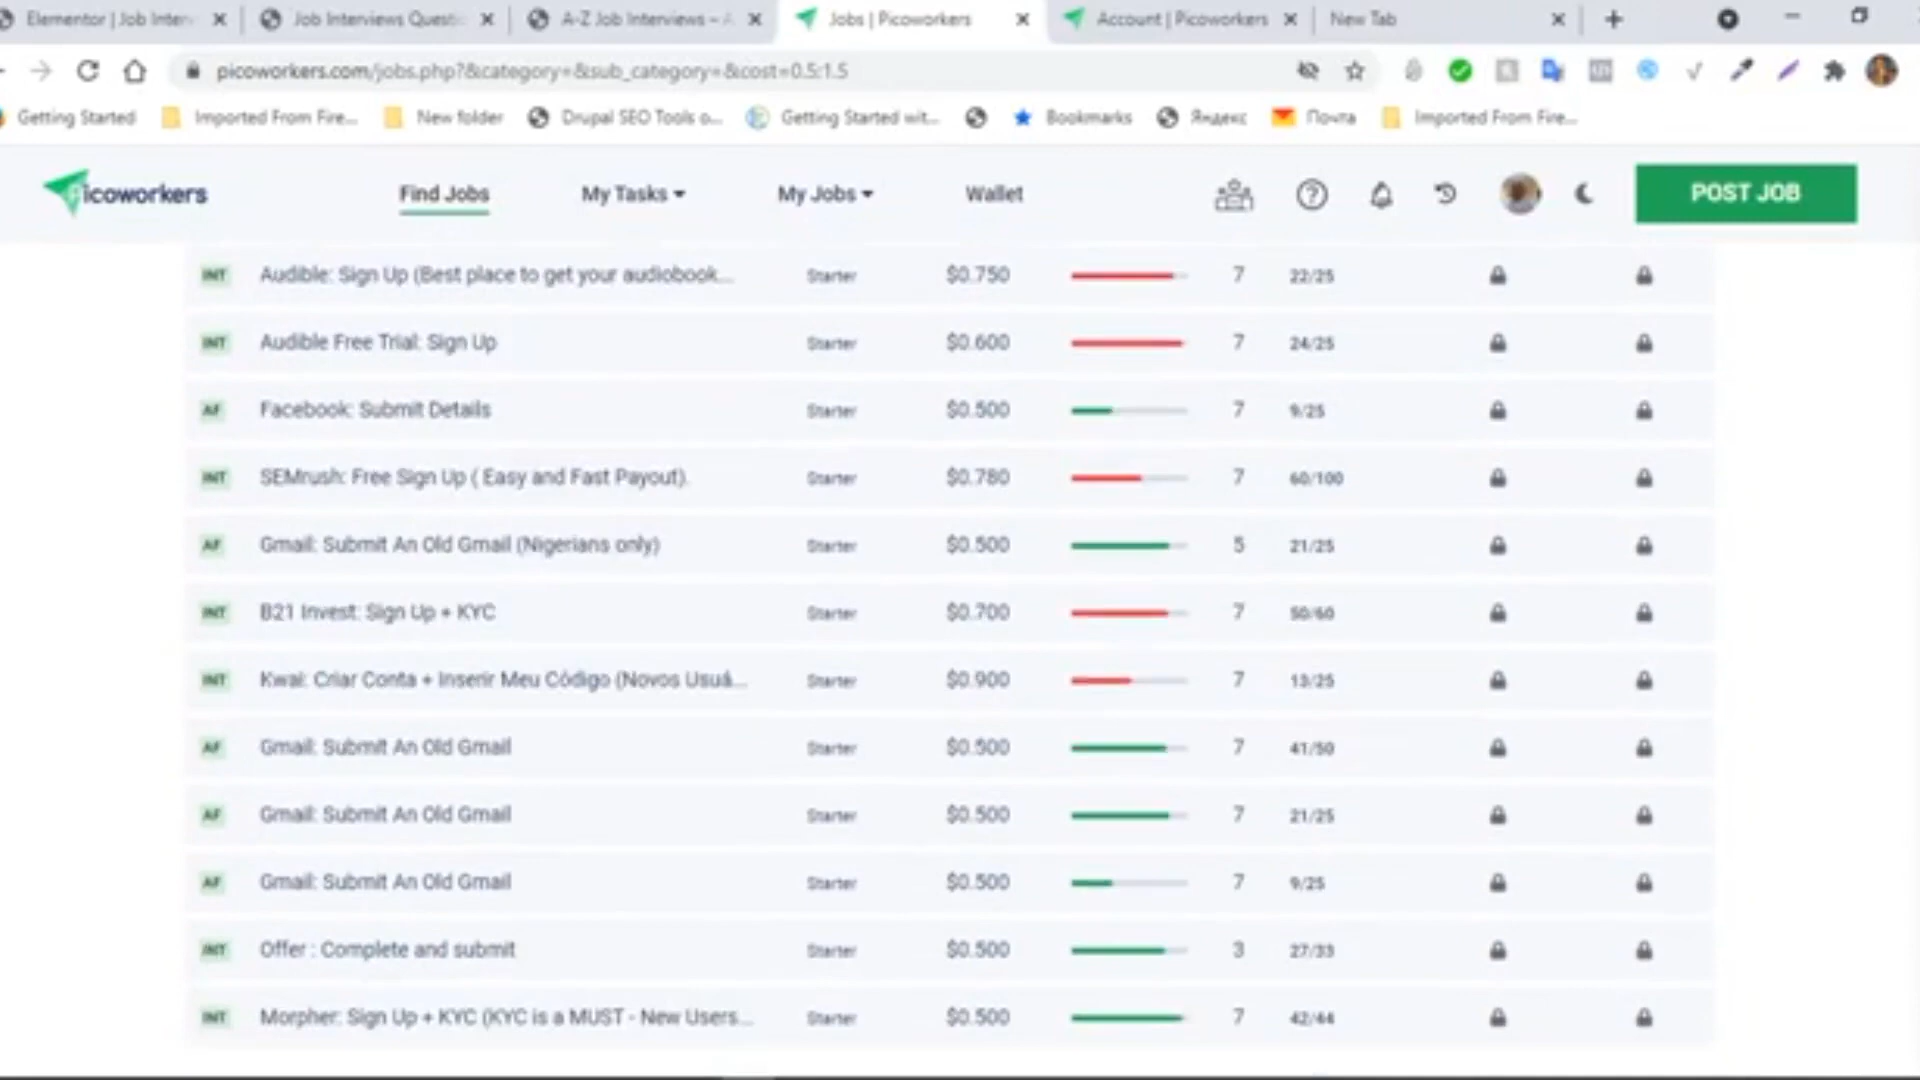 Elementor | Job Inter
Job Interviews Questi
A-Z Job Interviews – A
Jobs | Picoworkers
Account | Picoworkers
New Tab
picoworkers.com/jobs.php?&category=&sub_category=&cost=0.5:1.5
Getting Started
Imported From Fire...
New folder
Drupal SEO Tools o...
Getting Started wit...
Bookmarks
Яндекс
Почта
Imported From Fire...
picoworkers
Find Jobs
My Tasks
My Jobs
Wallet
POST JOB
INT Audible: Sign Up (Best place to get your audiobook... Starter $0.750 7 22/25
INT Audible Free Trial: Sign Up Starter $0.600 7 24/25
AF Facebook: Submit Details Starter $0.500 7 9/25
INT SEMrush: Free Sign Up ( Easy and Fast Payout). Starter $0.780 7 60/100
AF Gmail: Submit An Old Gmail (Nigerians only) Starter $0.500 5 21/25
INT B21 Invest: Sign Up + KYC Starter $0.700 7 50/60
INT Kwai: Criar Conta + Inserir Meu Código (Novos Usuá... Starter $0.900 7 13/25
AF Gmail: Submit An Old Gmail Starter $0.500 7 41/50
AF Gmail: Submit An Old Gmail Starter $0.500 7 21/25
AF Gmail: Submit An Old Gmail Starter $0.500 7 9/25
INT Offer : Complete and submit Starter $0.500 3 27/33
INT Morpher: Sign Up + KYC (KYC is a MUST - New Users... Starter $0.500 7 42/44